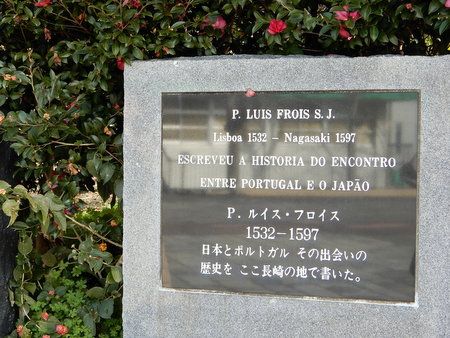 P. LUIS FROIS S. J.
Lisboa 1532 – Nagasaki 1597
ESCREVEU A HISTORIA DO ENCONTRO
ENTRE PORTUGAL E O JAPÃO
P. ルイス・フロイス
1532－1597
日本とポルトガル その出会いの
歴史を ここ長崎の地で書いた。